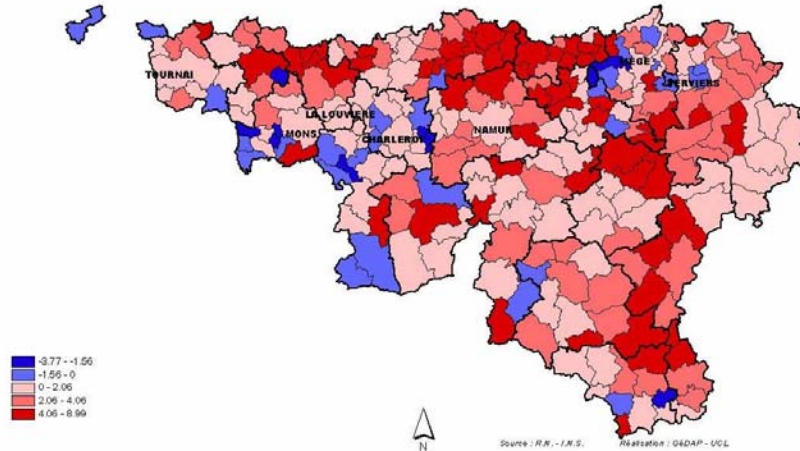 LIEGE
TOURNAI
VERVIERS
LA LOUVIERE
MONS
CHARLEROI
NAMUR
-3.77 - -1.56
-1.56 - 0
0 - 2.06
2.06 - 4.06
4.06 - 8.99
N
Source : R.N. - I.N.S.
Réalisation : GéDAP - UCL